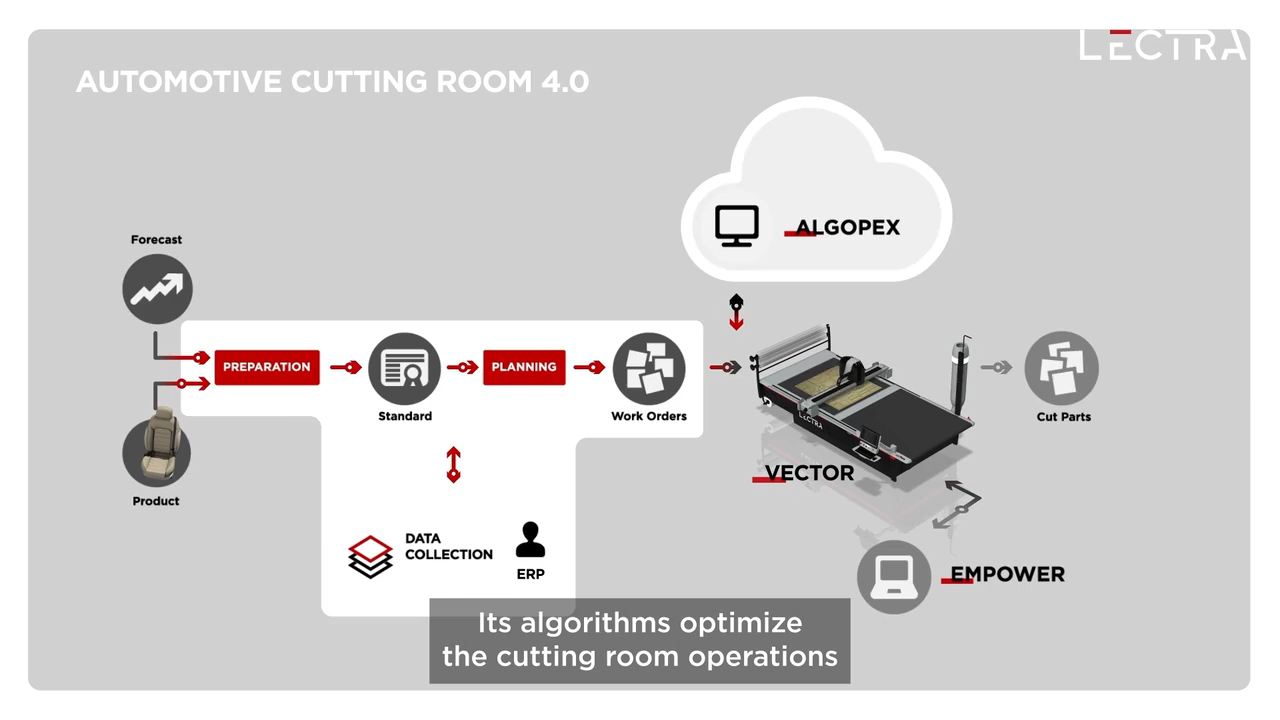 LECTRA
AUTOMOTIVE CUTTING ROOM 4.0
ALGOPEX
Forecast
PREPARATION
PLANNING
Standard
Work Orders
Cut Parts
LECTRA
VECTOR
Product
DATA
COLLECTION
ERP
EMPOWER
Its algorithms optimize
the cutting room operations